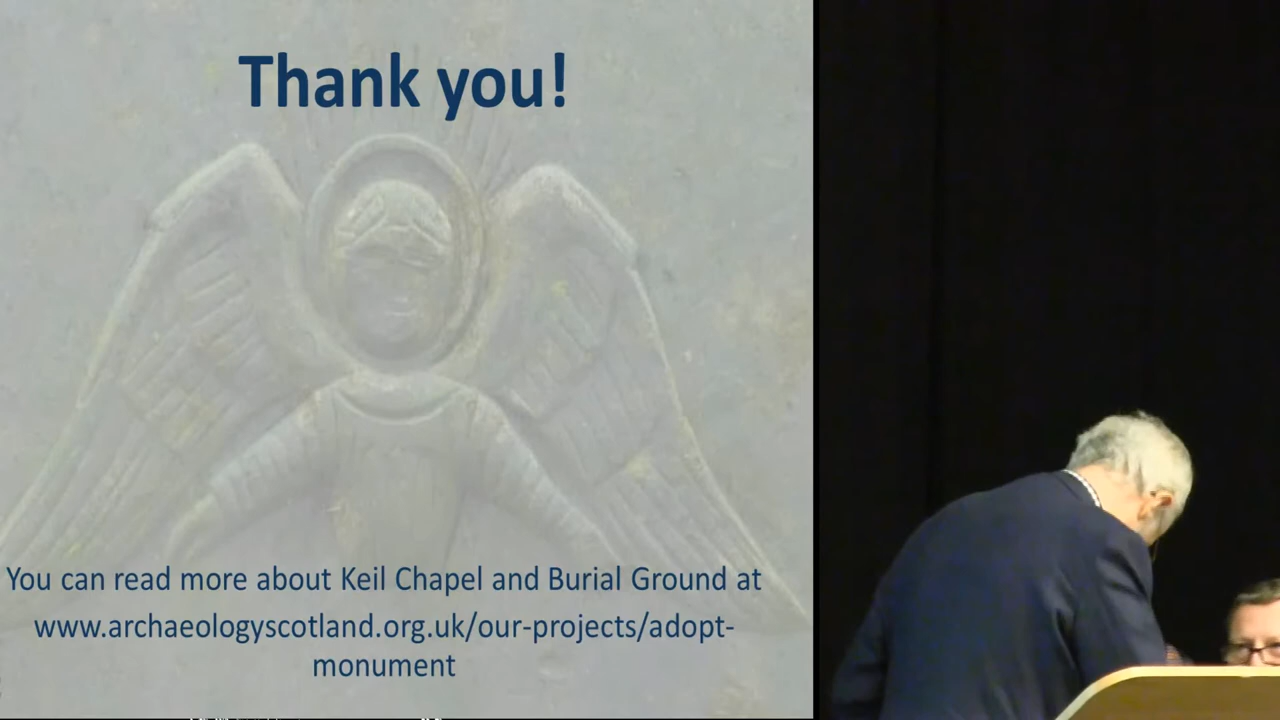 Thank you!
You can read more about Keil Chapel and Burial Ground at
www.archaeologyscotland.org.uk/our-projects/adopt-
monument